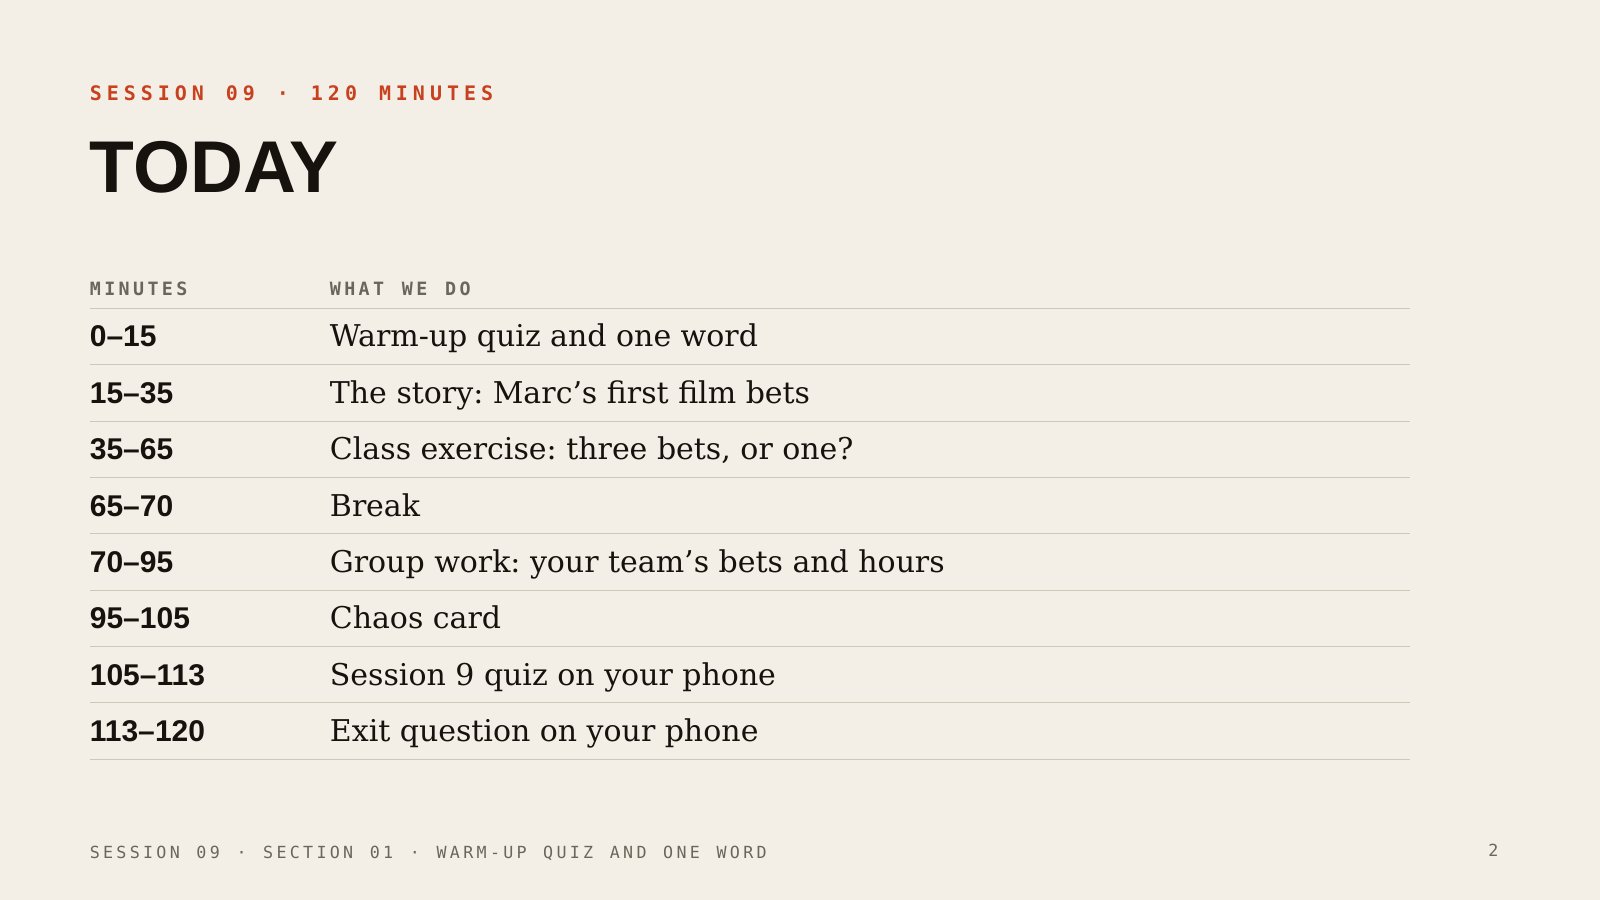 SESSION 09 · 120 MINUTES
TODAY
MINUTES WHAT WE DO
0–15 Warm-up quiz and one word
15–35 The story: Marc’s first film bets
35–65 Class exercise: three bets, or one?
65–70 Break
70–95 Group work: your team’s bets and hours
95–105 Chaos card
105–113 Session 9 quiz on your phone
113–120 Exit question on your phone
SESSION 09 · SECTION 01 · WARM-UP QUIZ AND ONE WORD 2